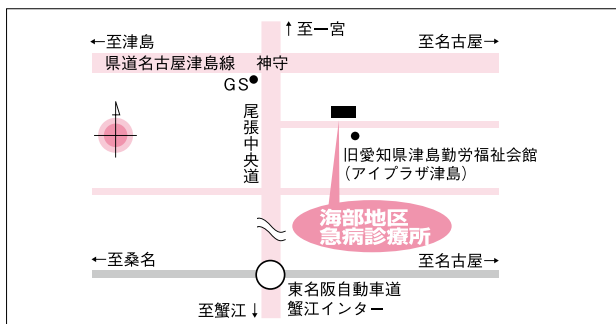 ↑至一宮
←至津島
至名古屋→
県道名古屋津島線
神守
GS
尾張中央道
旧愛知県津島勤労福祉会館
(アイプラザ津島)
海部地区
急病診療所
←至桑名
至名古屋→
東名阪自動車道
蟹江インター
至蟹江↓